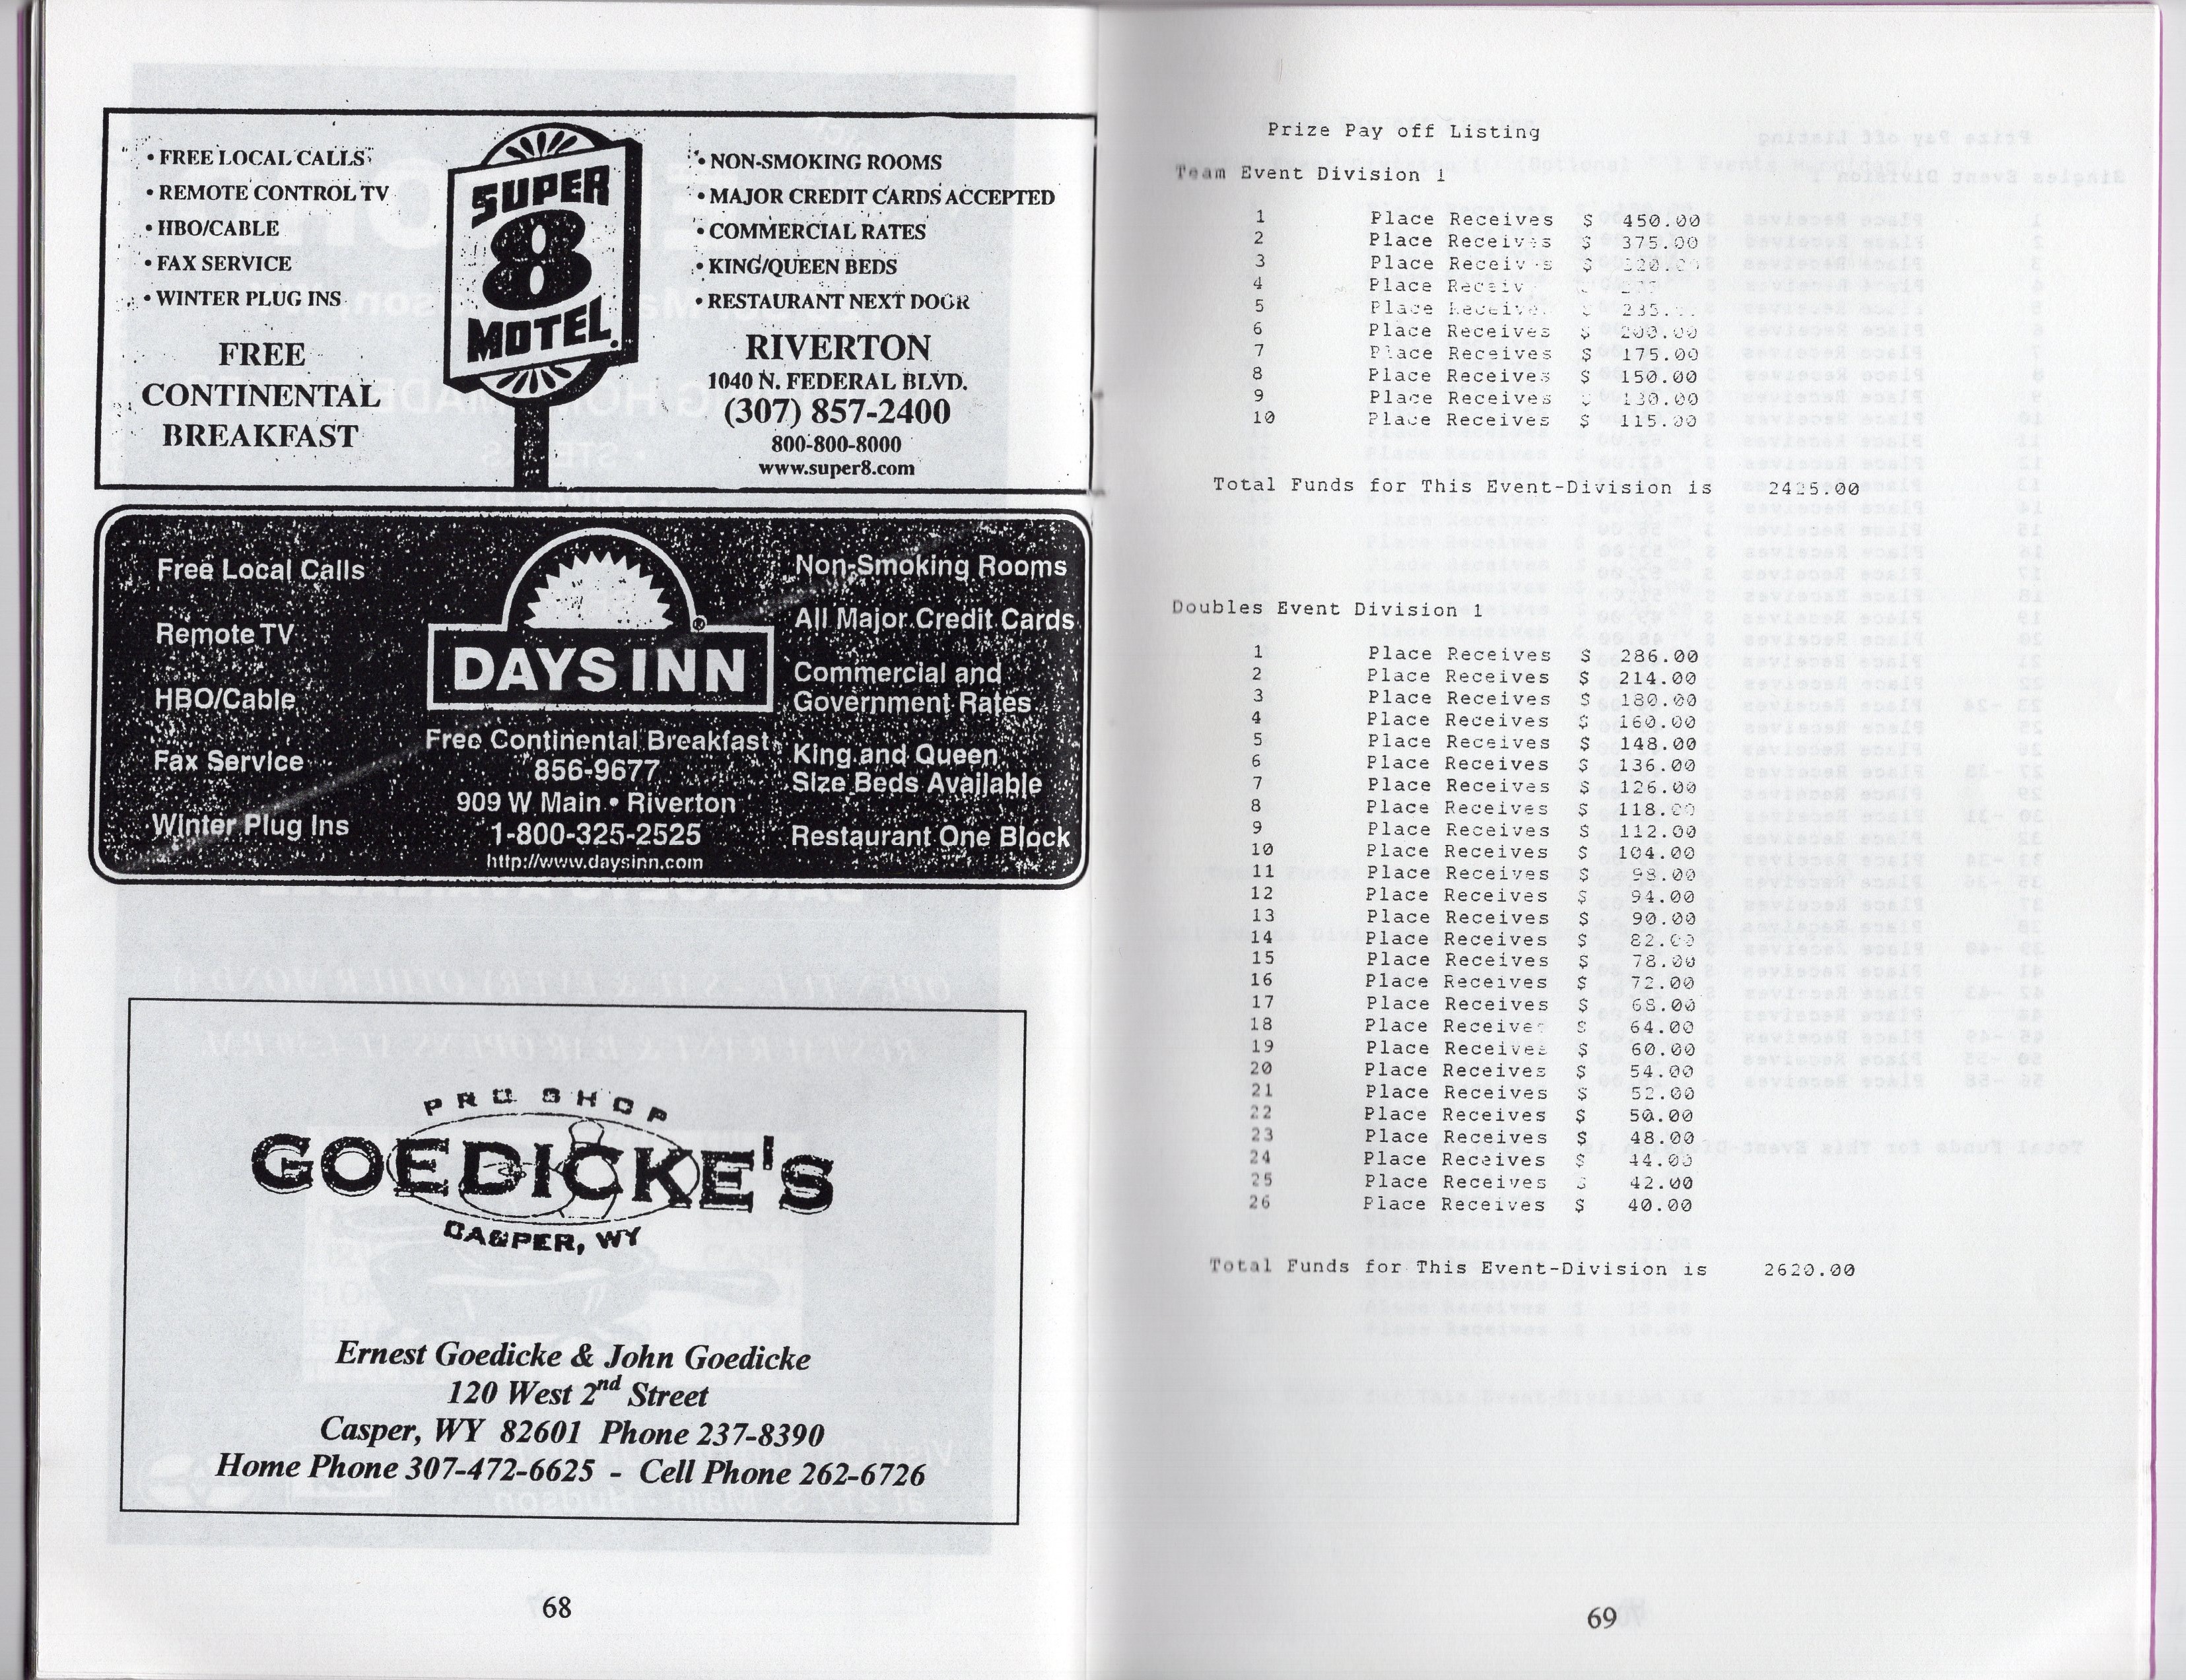 • FREE LOCAL CALLS
• REMOTE CONTROL TV
• HBO/CABLE
• FAX SERVICE
• WINTER PLUG INS
FREE
CONTINENTAL
BREAKFAST
SUPER
8
MOTEL
• NON-SMOKING ROOMS
• MAJOR CREDIT CARDS ACCEPTED
• COMMERCIAL RATES
• KING/QUEEN BEDS
• RESTAURANT NEXT DOOR
RIVERTON
1040 N. FEDERAL BLVD.
(307) 857-2400
800-800-8000
www.super8.com
Free Local Calls
Remote TV
HBO/Cable
Fax Service
Winter Plug Ins
DAYS INN
Free Continental Breakfast
856-9677
909 W Main • Riverton
1-800-325-2525
http://www.daysinn.com
Non-Smoking Rooms
All Major Credit Cards
Commercial and
Government Rates
King and Queen
Size Beds Available
Restaurant One Block
PRO SHOP
GOEDICKE'S
CASPER, WY
Ernest Goedicke & John Goedicke
120 West 2nd Street
Casper, WY 82601 Phone 237-8390
Home Phone 307-472-6625 - Cell Phone 262-6726
68
Prize Pay off Listing
Team Event Division 1
1 Place Receives $ 450.00
2 Place Receives $ 375.00
3 Place Receives $
4 Place
5 Place Receives
6 Place Receives $ 200.00
7 Place Receives $ 175.00
8 Place Receives $ 150.00
9 Place Receives $ 130.00
10 Place Receives $ 115.00
Total Funds for This Event-Division is 2425.00
Doubles Event Division 1
1 Place Receives $ 286.00
2 Place Receives $ 214.00
3 Place Receives $ 180.00
4 Place Receives $ 160.00
5 Place Receives $ 148.00
6 Place Receives $ 136.00
7 Place Receives $ 126.00
8 Place Receives $ 118.00
9 Place Receives $ 112.00
10 Place Receives $ 104.00
11 Place Receives $ 98.00
12 Place Receives $ 94.00
13 Place Receives $ 90.00
14 Place Receives $ 82.00
15 Place Receives $ 78.00
16 Place Receives $ 72.00
17 Place Receives $ 68.00
18 Place Receives $ 64.00
19 Place Receives $ 60.00
20 Place Receives $ 54.00
21 Place Receives $ 52.00
22 Place Receives $ 50.00
23 Place Receives $ 48.00
24 Place Receives $ 44.00
25 Place Receives $ 42.00
26 Place Receives $ 40.00
Total Funds for This Event-Division is 2620.00
69